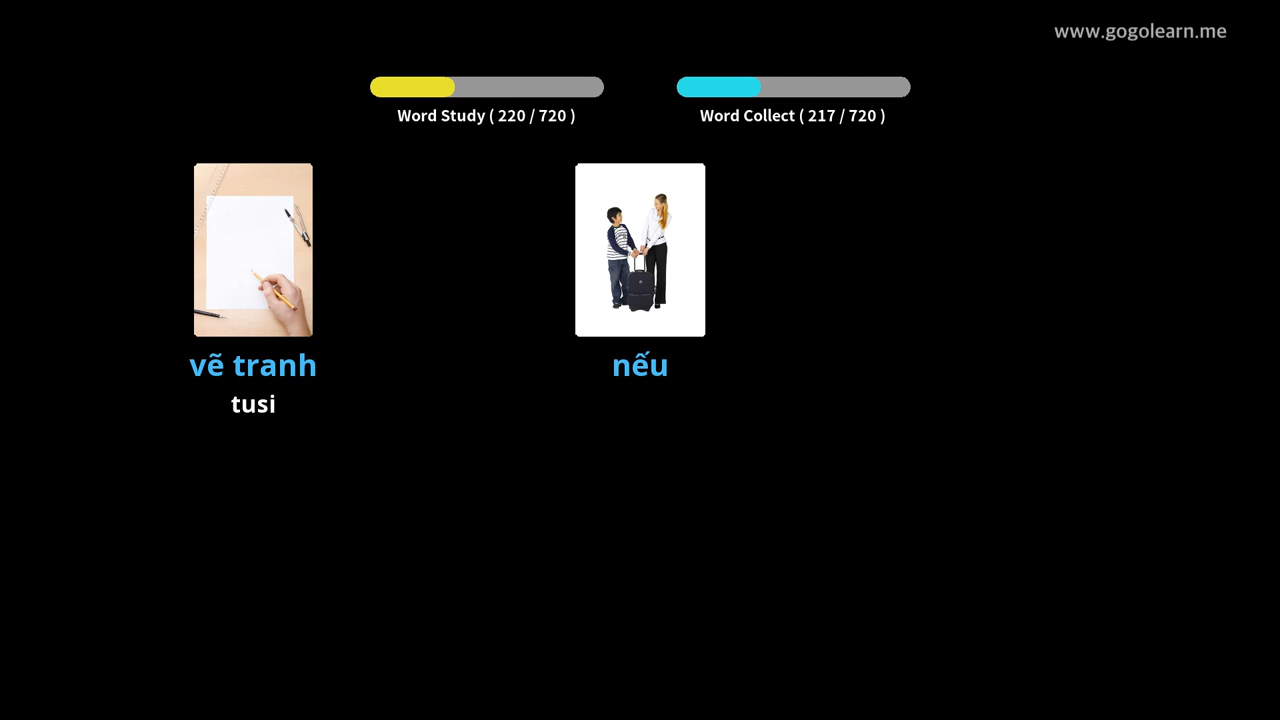 www.gogolearn.me
Word Study ( 220 / 720 )
Word Collect ( 217 / 720 )
vẽ tranh
nếu
tusi